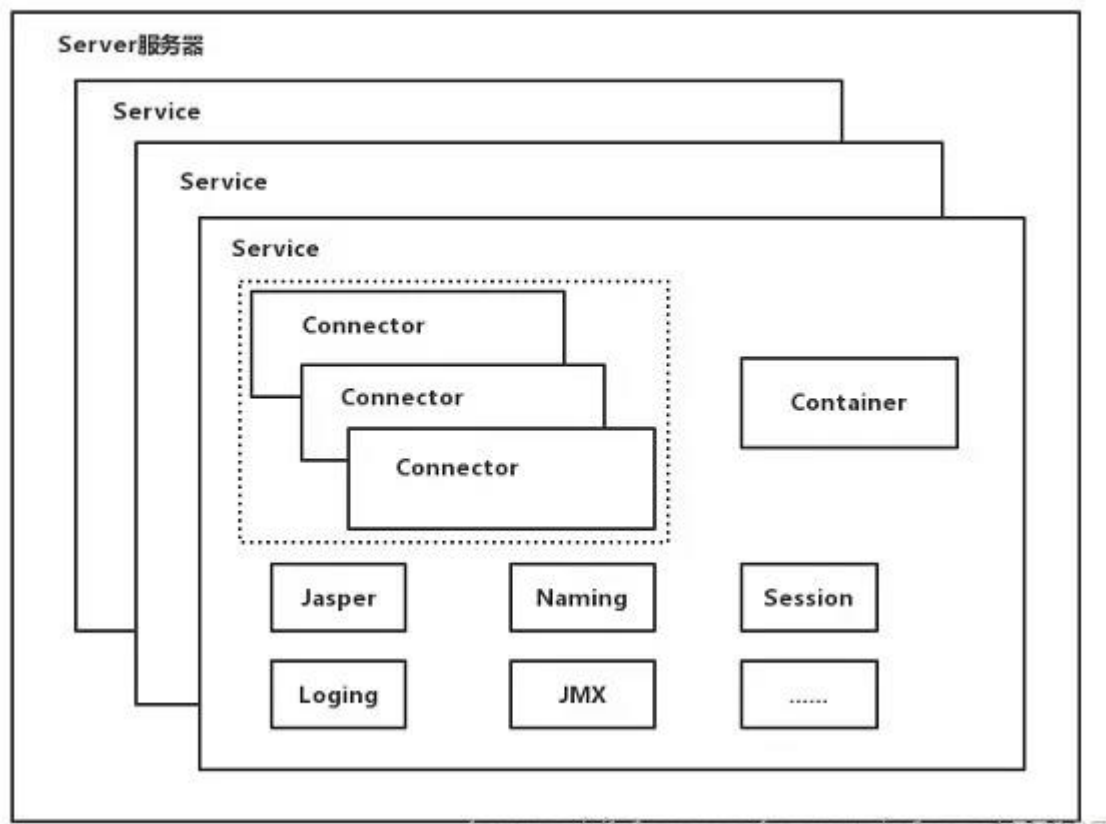 Server服务器
Service
Service
Service
Connector
Connector
Container
Connector
Jasper
Naming
Session
Loging
JMX
......